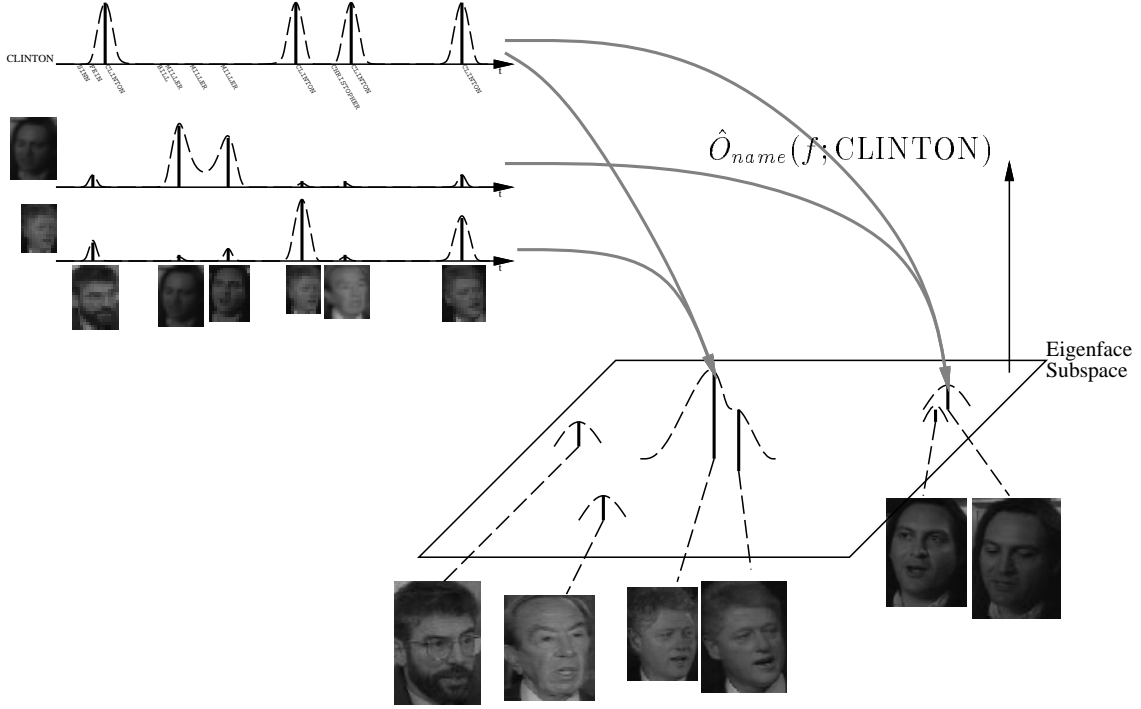 CLINTON
t
SINN
FEIN
CLINTON
BILL
MILLER
MILLER
MILLER
CLINTON
CHRISTOPHER
CLINTON
CLINTON
Ô_name(f; CLINTON)
t
t
Eigenface
Subspace